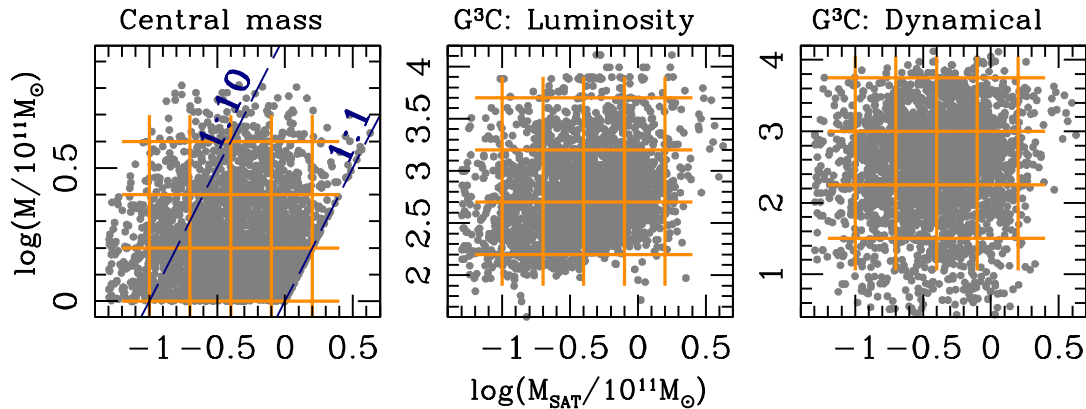 Central mass
G³C: Luminosity
G³C: Dynamical
log(M/10¹¹M⊙)
0.5
0
1:10
1:1
4
3.5
3
2.5
2
4
3
2
1
−1 −0.5 0 0.5
−1 −0.5 0 0.5
−1 −0.5 0 0.5
log(M_SAT/10¹¹M⊙)